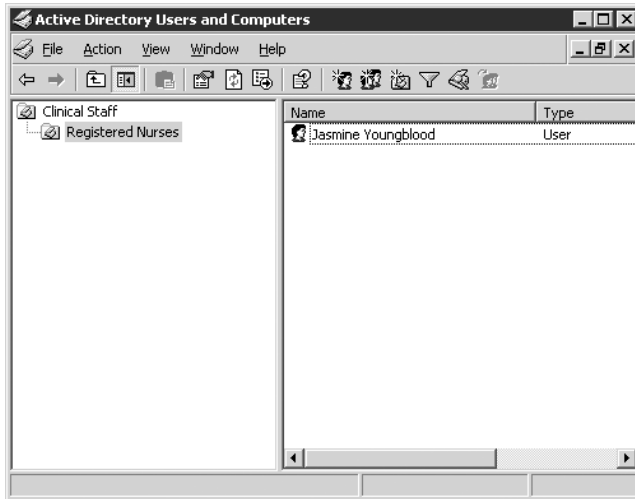 Active Directory Users and Computers
File Action View Window Help
Clinical Staff
Registered Nurses
Name Type
Jasmine Youngblood User